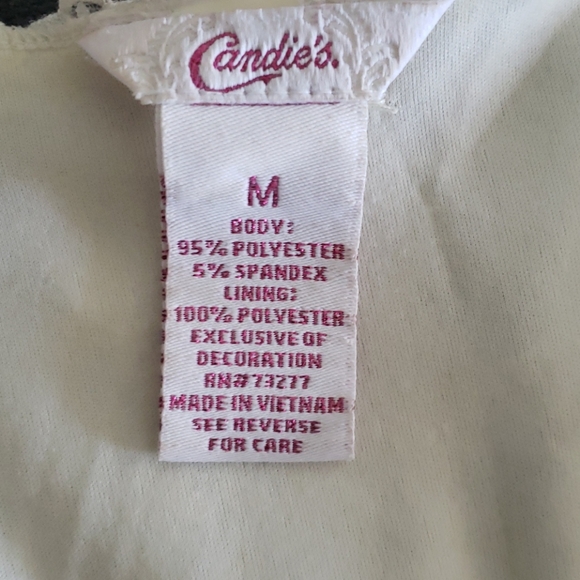 Candie's.
M
BODY:
95% POLYESTER
5% SPANDEX
LINING:
100% POLYESTER
EXCLUSIVE OF
DECORATION
RN#73277
MADE IN VIETNAM
SEE REVERSE
FOR CARE